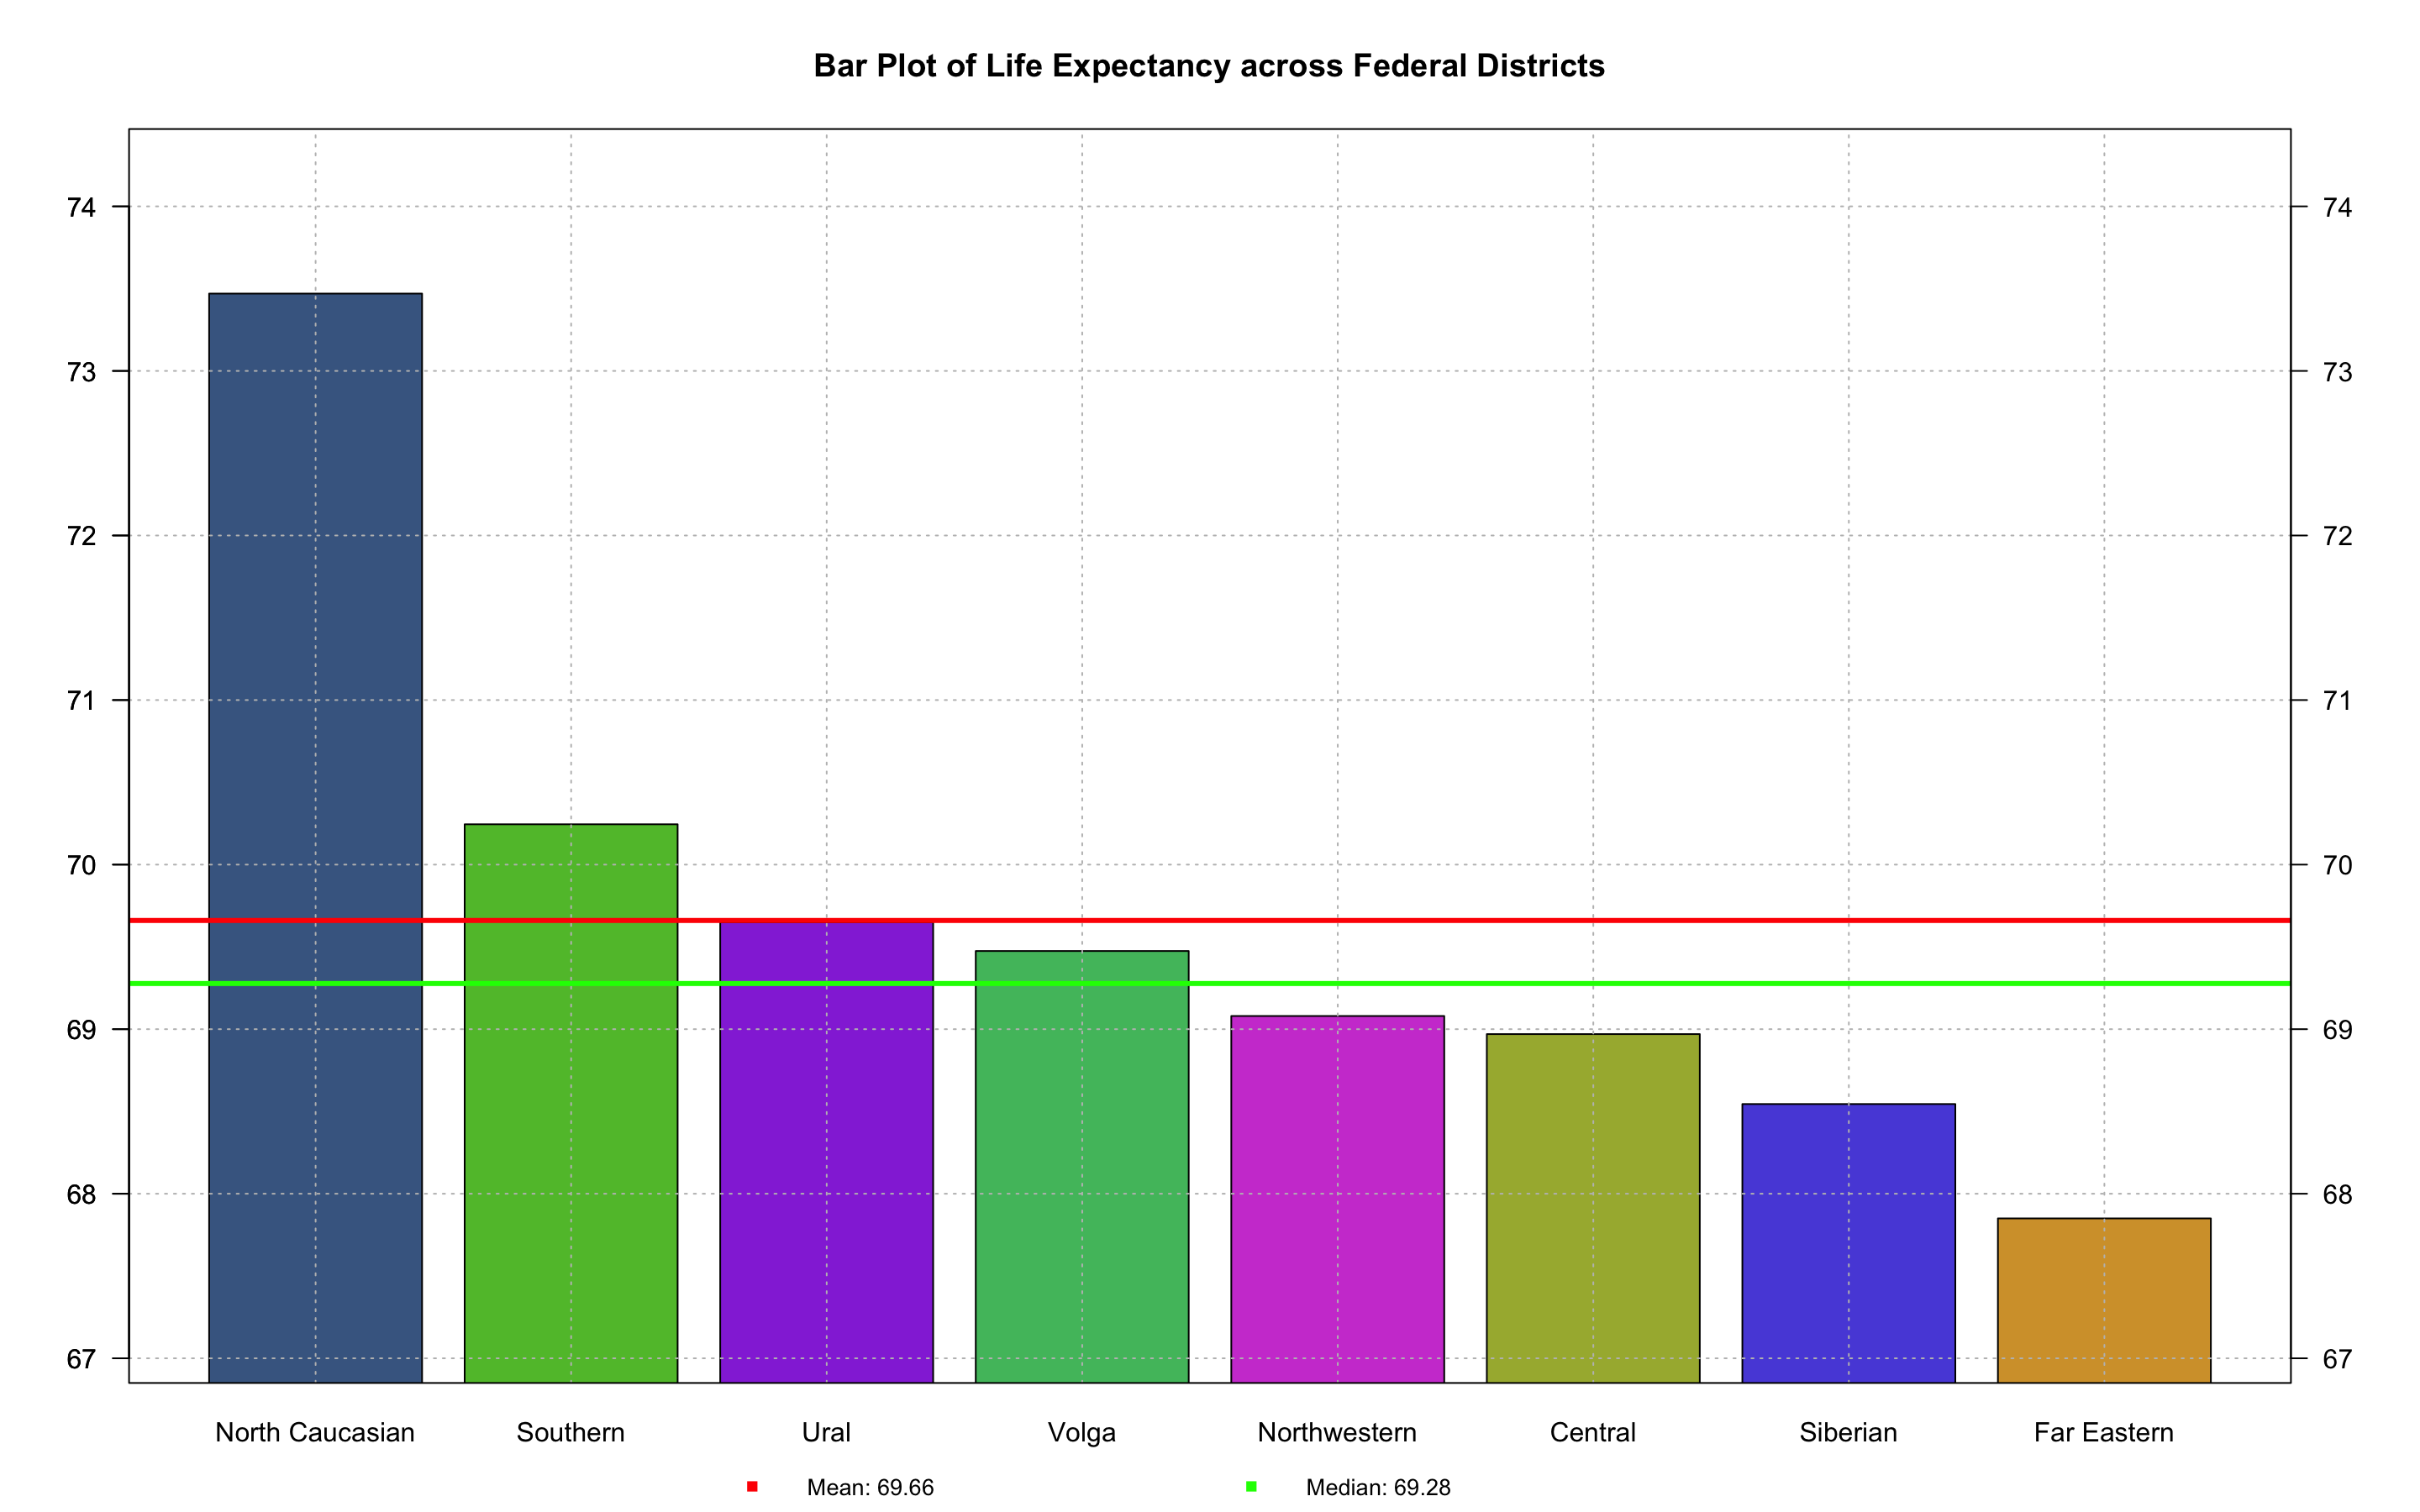 Bar Plot of Life Expectancy across Federal Districts
74 74
73 73
72 72
71 71
70 70
69 69
68 68
67 67
North Caucasian Southern Ural Volga Northwestern Central Siberian Far Eastern
Mean: 69.66 Median: 69.28